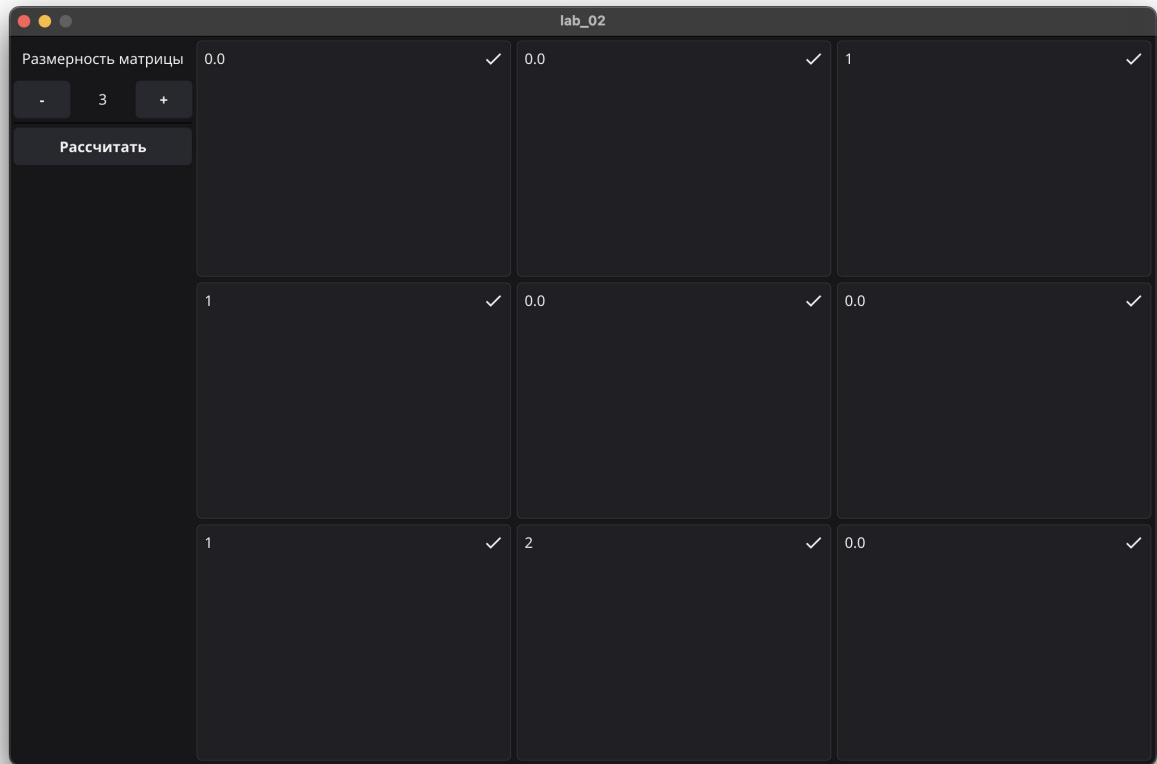 lab_02
Размерность матрицы
- 3 +
Рассчитать
0.0 0.0 1
1 0.0 0.0
1 2 0.0